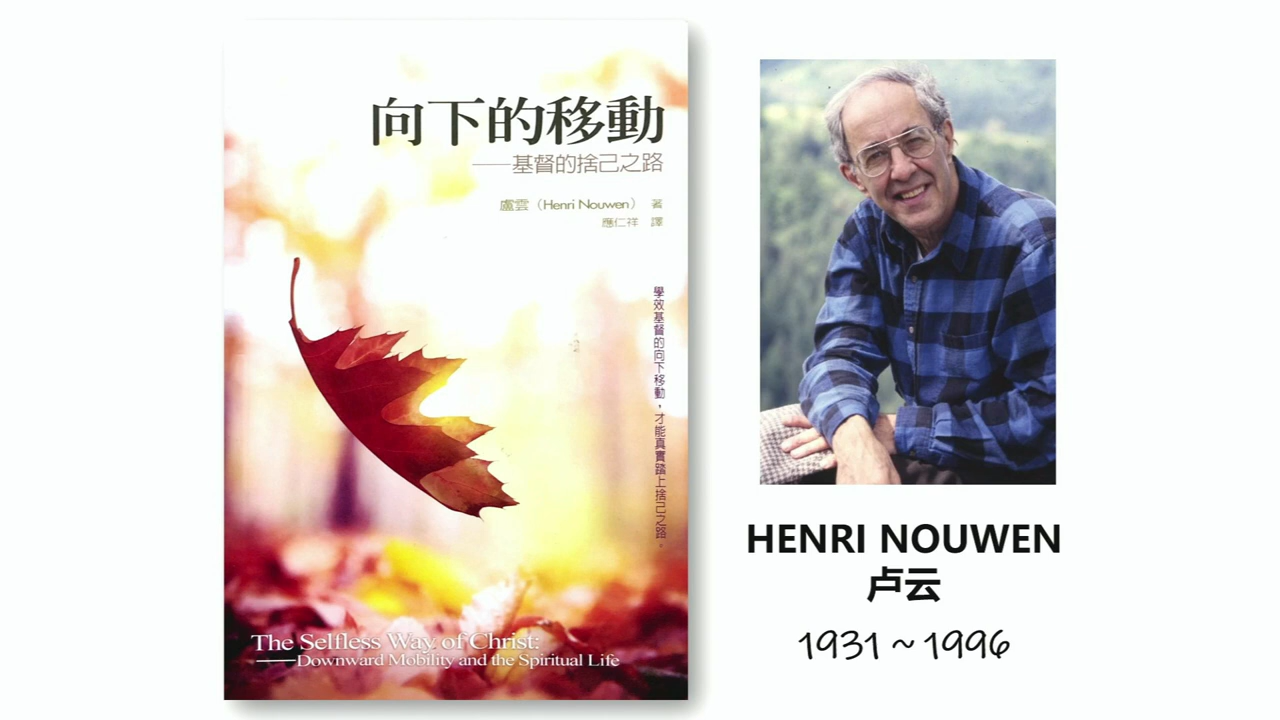 向下的移動
——基督的捨己之路
盧雲（Henri Nouwen） 著
應仁祥 譯
學效基督的向下移動，才能真實踏上捨己之路。
The Selfless Way of Christ:
——Downward Mobility and the Spiritual Life
HENRI NOUWEN
卢云
1931 ~ 1996